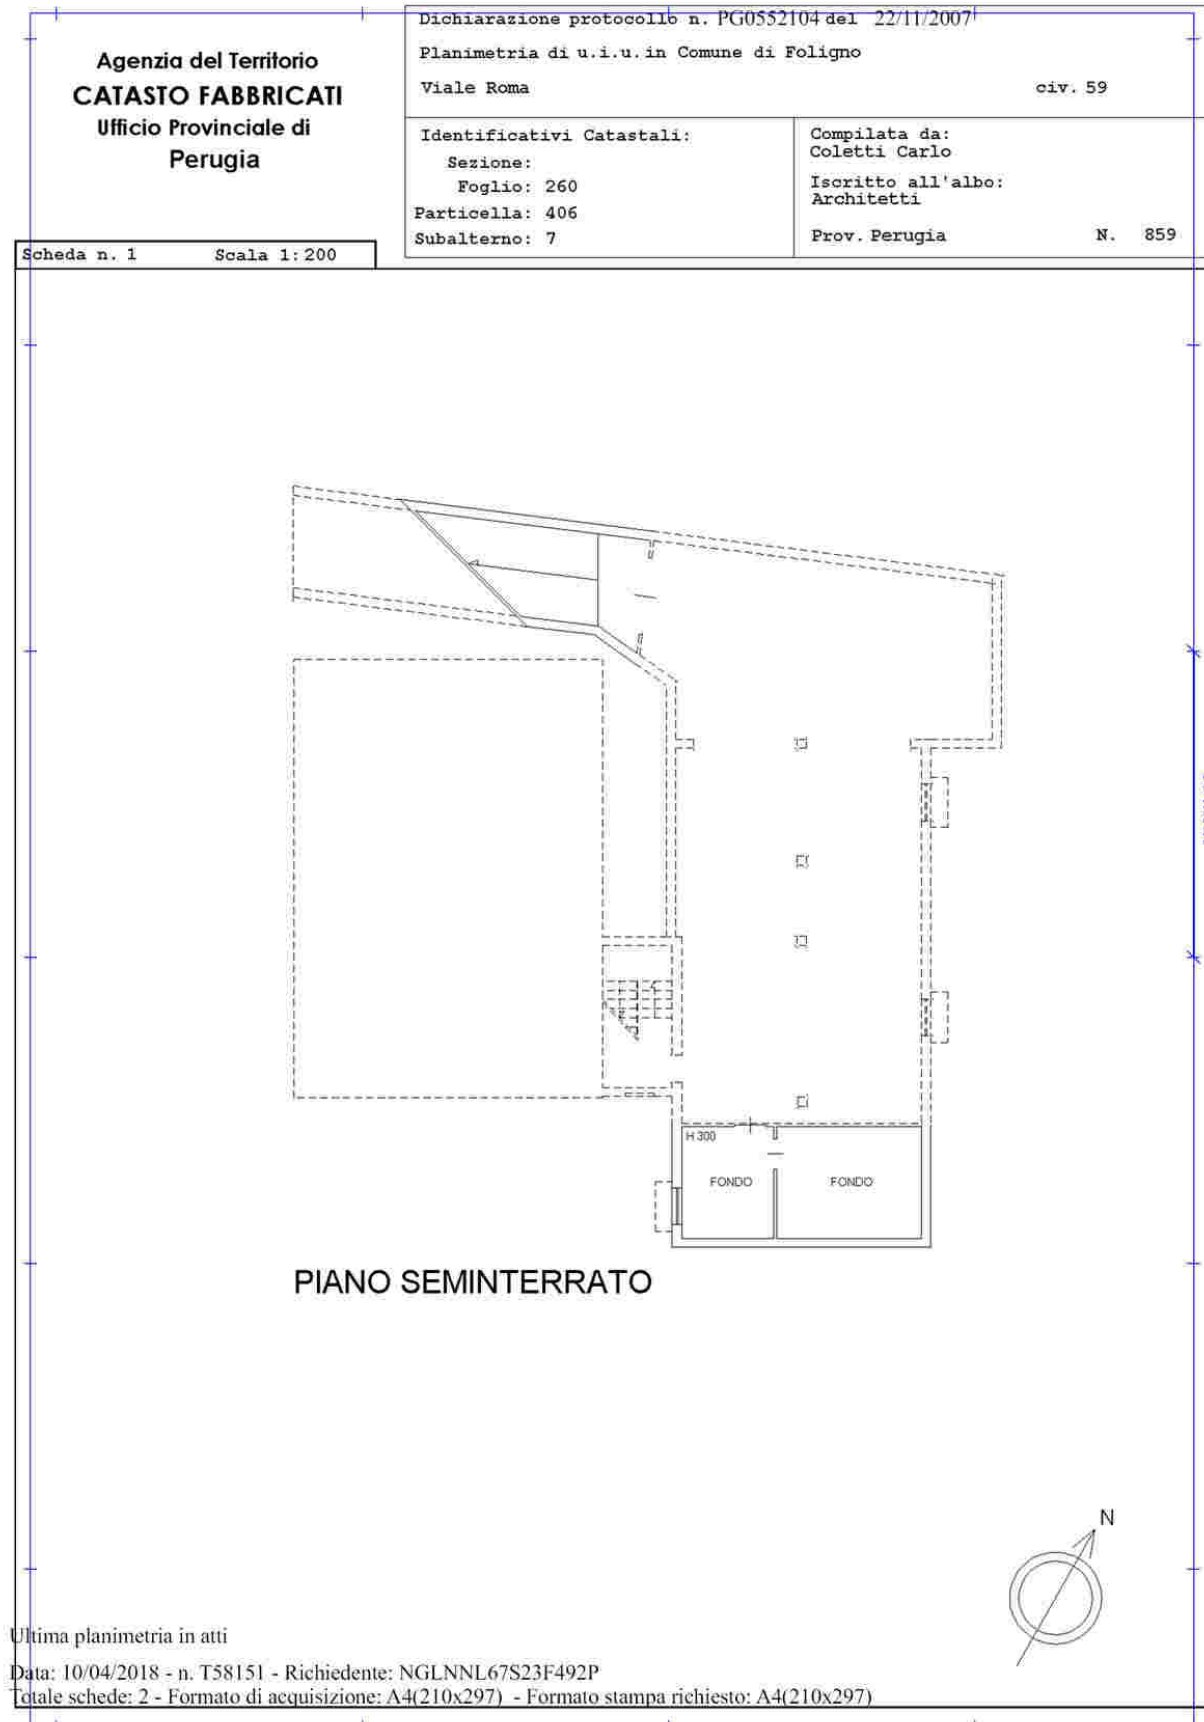 Agenzia del Territorio
CATASTO FABBRICATI
Ufficio Provinciale di
Perugia
Dichiarazione protocollo n. PG0552104 del 22/11/2007
Planimetria di u.i.u. in Comune di Foligno
Viale Roma civ. 59
Identificativi Catastali:
Sezione:
Foglio: 260
Particella: 406
Subalterno: 7
Compilata da:
Coletti Carlo
Iscritto all'albo:
Architetti
Prov. Perugia N. 859
Scheda n. 1 Scala 1:200
H 300
FONDO FONDO
PIANO SEMINTERRATO
N
Ultima planimetria in atti
Data: 10/04/2018 - n. T58151 - Richiedente: NGLNNL67S23F492P
Totale schede: 2 - Formato di acquisizione: A4(210x297) - Formato stampa richiesto: A4(210x297)